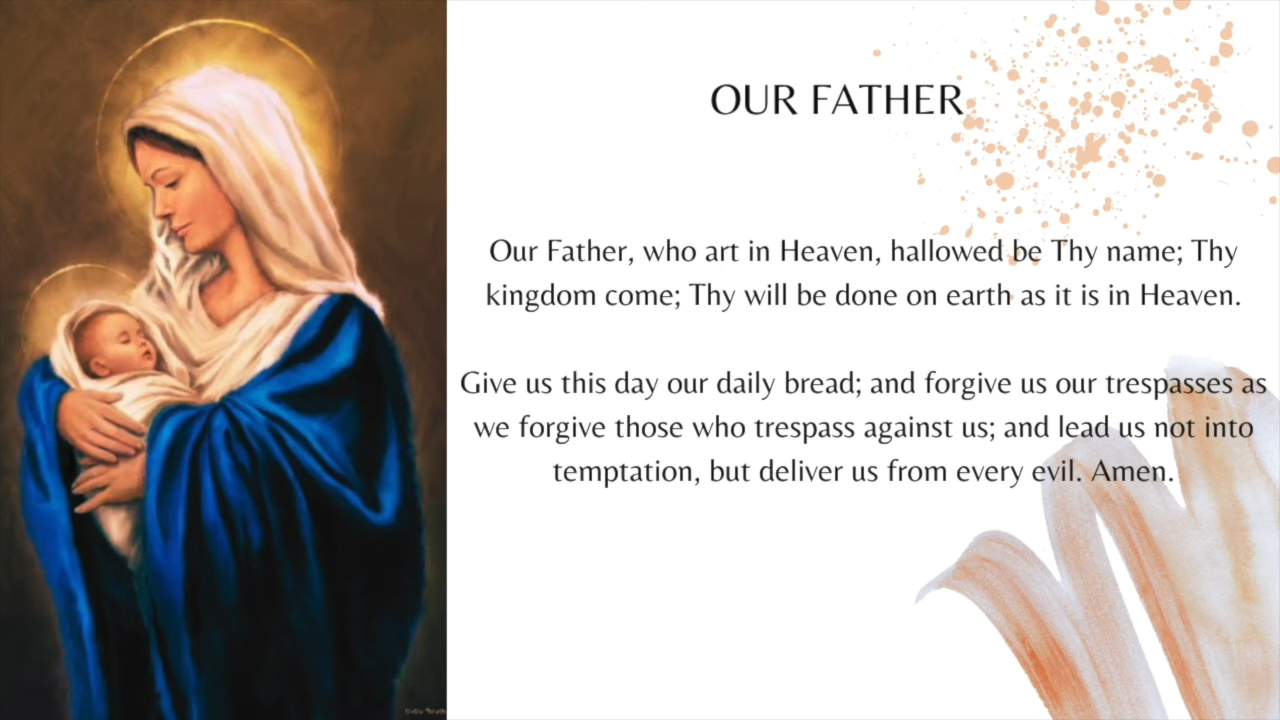 OUR FATHER
Our Father, who art in Heaven, hallowed be Thy name; Thy
kingdom come; Thy will be done on earth as it is in Heaven.
Give us this day our daily bread; and forgive us our trespasses as
we forgive those who trespass against us; and lead us not into
temptation, but deliver us from every evil. Amen.